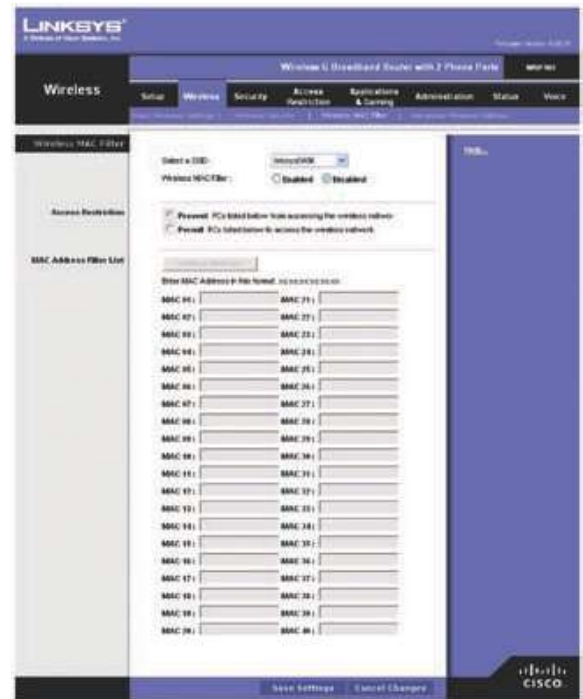 LINKSYS®
A Division of Cisco Systems, Inc.
Wireless G Broadband Router with 2 Phone Ports
Wireless
Setup Wireless Security Access Restriction Applications & Gaming Administration Status Voice
Wireless MAC Filter
Help...
Select a SSID :
Wireless MAC Filter : Enabled Disabled
Access Restriction
Prevent PCs listed below from accessing the wireless network
Permit PCs listed below to access the wireless network
MAC Address Filter List
Enter MAC Address in this format
MAC 01 : MAC 21 :
MAC 02 : MAC 22 :
MAC 03 : MAC 23 :
MAC 04 : MAC 24 :
MAC 05 : MAC 25 :
MAC 06 : MAC 26 :
MAC 07 : MAC 27 :
MAC 08 : MAC 28 :
MAC 09 : MAC 29 :
MAC 10 : MAC 30 :
MAC 11 : MAC 31 :
MAC 12 : MAC 32 :
MAC 13 : MAC 33 :
MAC 14 : MAC 34 :
MAC 15 : MAC 35 :
MAC 16 : MAC 36 :
MAC 17 : MAC 37 :
MAC 18 : MAC 38 :
MAC 19 : MAC 39 :
MAC 20 : MAC 40 :
Save Settings Cancel Changes
CISCO